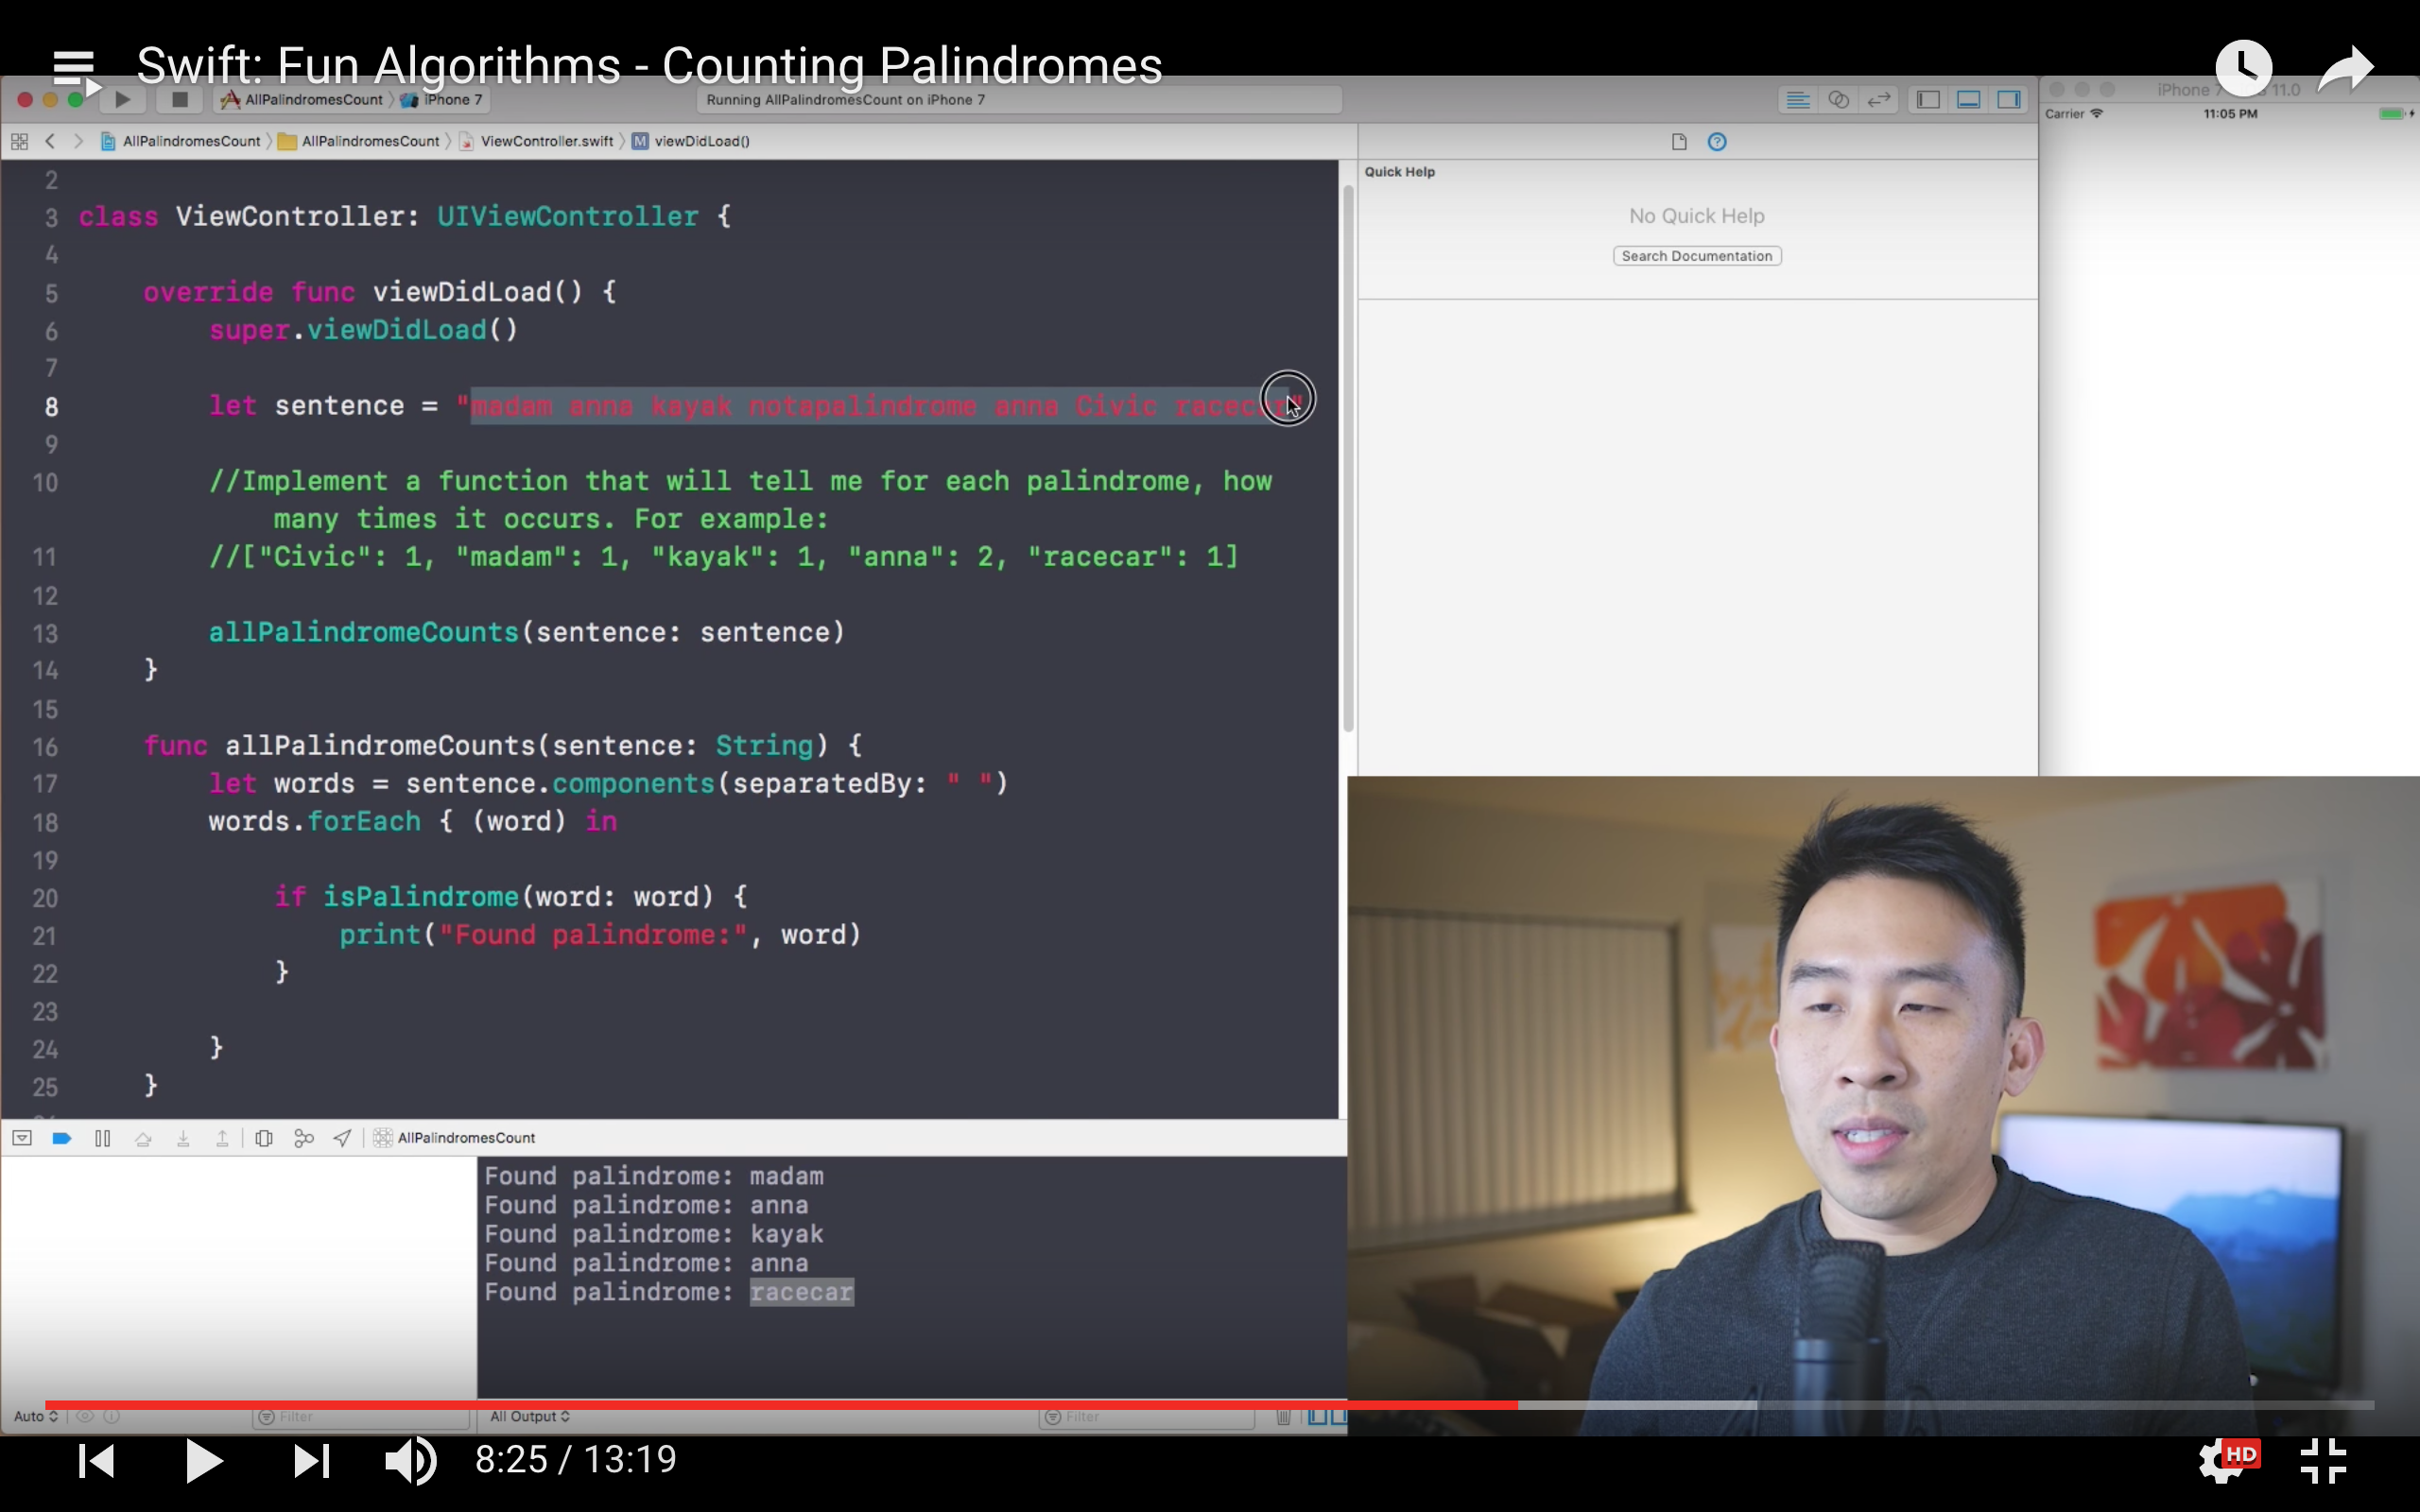 Swift: Fun Algorithms - Counting Palindromes
AllPalindromesCount iPhone 7
Running AllPalindromesCount on iPhone 7
11.0
Carrier
11:05 PM
AllPalindromesCount AllPalindromesCount ViewController.swift M viewDidLoad()
Quick Help
No Quick Help
Search Documentation
2
3 class ViewController: UIViewController {
4
5 override func viewDidLoad() {
6 super.viewDidLoad()
7
8 let sentence = "madam anna kayak notapalindrome anna Civic racecar"
9
10 //Implement a function that will tell me for each palindrome, how
many times it occurs. For example:
11 //["Civic": 1, "madam": 1, "kayak": 1, "anna": 2, "racecar": 1]
12
13 allPalindromeCounts(sentence: sentence)
14 }
15
16 func allPalindromeCounts(sentence: String) {
17 let words = sentence.components(separatedBy: " ")
18 words.forEach { (word) in
19
20 if isPalindrome(word: word) {
21 print("Found palindrome:", word)
22 }
23
24 }
25 }
AllPalindromesCount
Found palindrome: madam
Found palindrome: anna
Found palindrome: kayak
Found palindrome: anna
Found palindrome: racecar
Auto Filter All Output Filter
8:25 / 13:19
HD